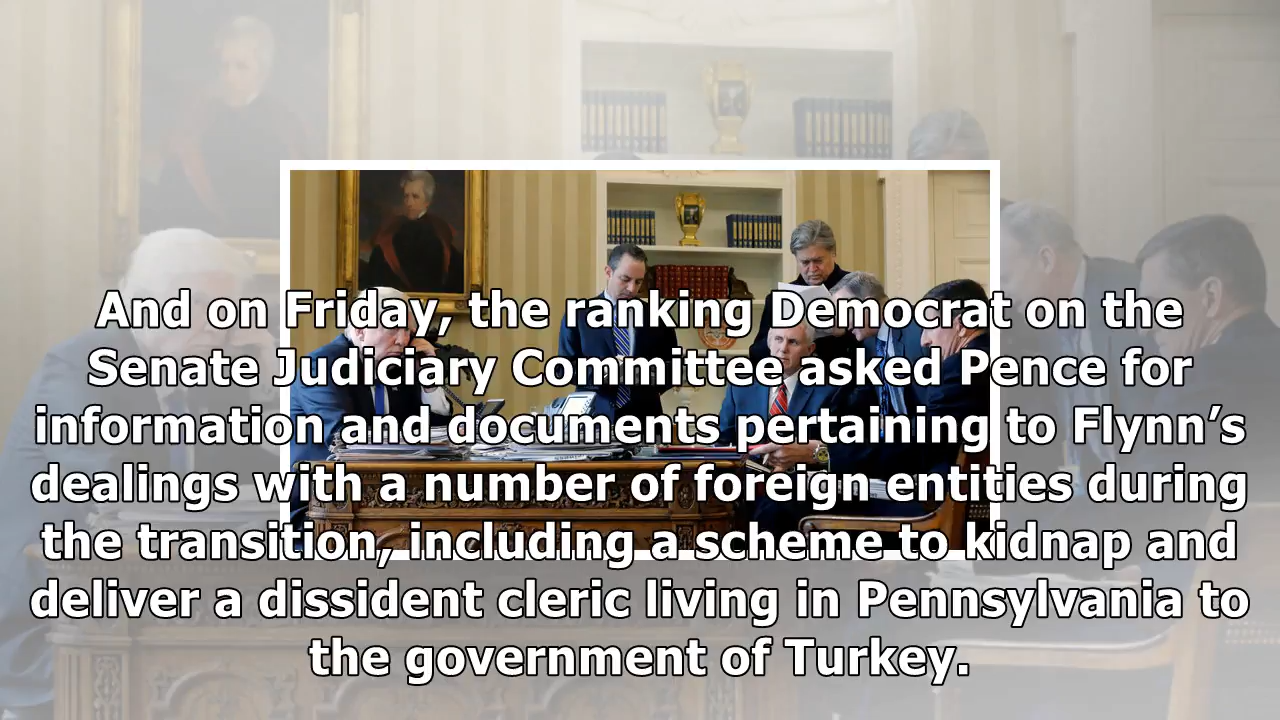 And on Friday, the ranking Democrat on the
Senate Judiciary Committee asked Pence for
information and documents pertaining to Flynn’s
dealings with a number of foreign entities during
the transition, including a scheme to kidnap and
deliver a dissident cleric living in Pennsylvania to
the government of Turkey.